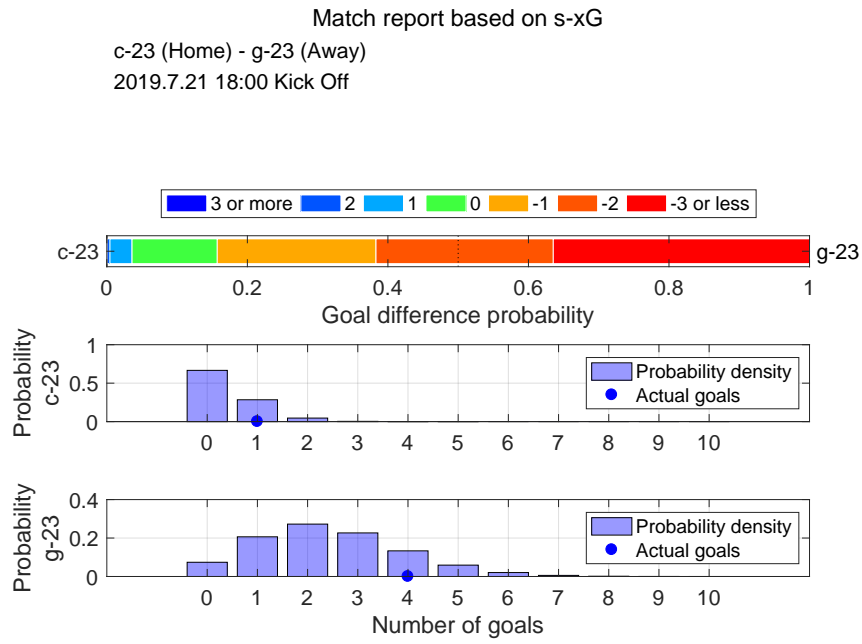 Match report based on s-xG
c-23 (Home) - g-23 (Away)
2019.7.21 18:00 Kick Off
3 or more 2 1 0 -1 -2 -3 or less
c-23 g-23
0 0.2 0.4 0.6 0.8 1
Goal difference probability
Probability
c-23
1
0.5
0
Probability density
Actual goals
0 1 2 3 4 5 6 7 8 9 10
Probability
g-23
0.4
0.2
0
Probability density
Actual goals
0 1 2 3 4 5 6 7 8 9 10
Number of goals